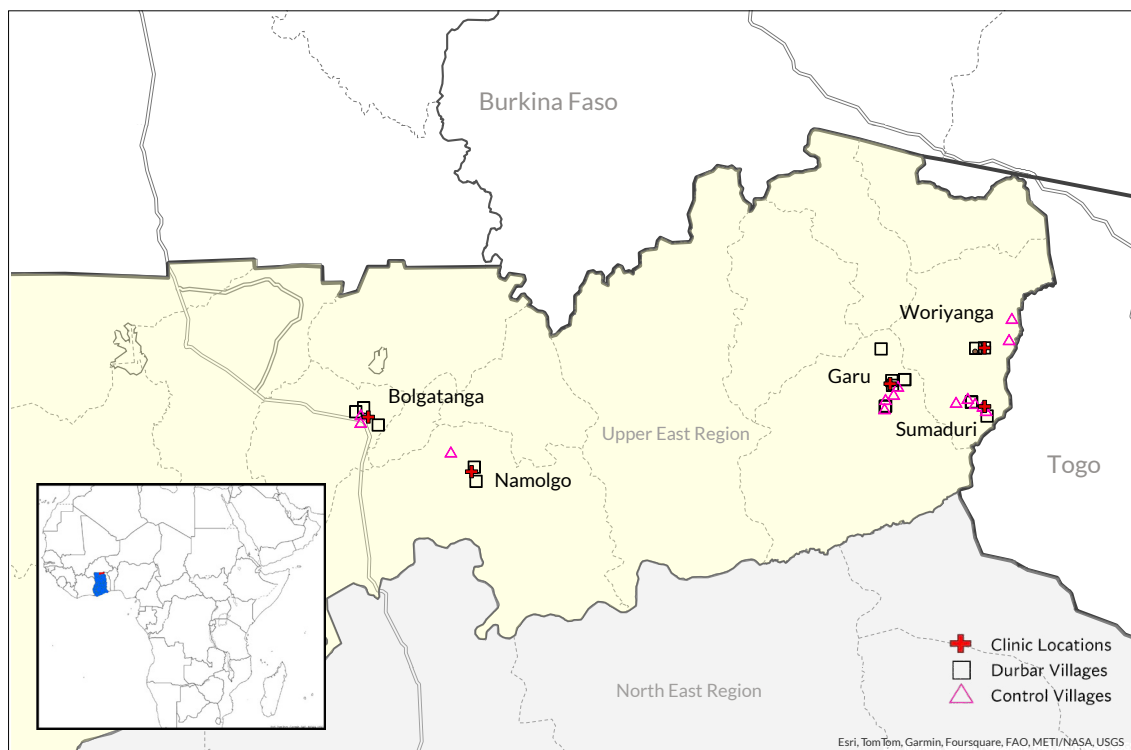 Burkina Faso
Woriyanga
Garu
Bolgatanga
Sumaduri
Upper East Region
Togo
Namolgo
North East Region
Clinic Locations
Durbar Villages
Control Villages
Esri, TomTom, Garmin, Foursquare, FAO, METI/NASA, USGS